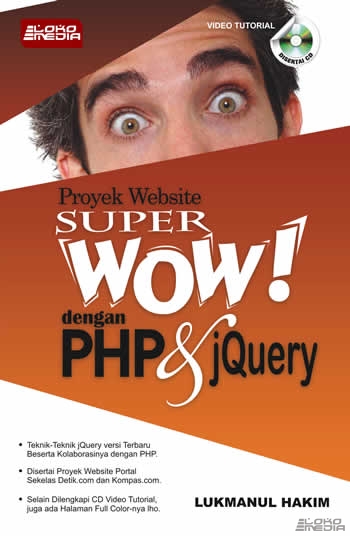 LOKO
MEDIA
VIDEO TUTORIAL
DISERTAI CD
Proyek Website
SUPER
WOW!
dengan
PHP & jQuery
• Teknik-Teknik jQuery versi Terbaru
Beserta Kolaborasinya dengan PHP.
• Disertai Proyek Website Portal
Sekelas Detik.com dan Kompas.com.
• Selain Dilengkapi CD Video Tutorial,
juga ada Halaman Full Color-nya lho.
LUKMANUL HAKIM
LOKO
MEDIA